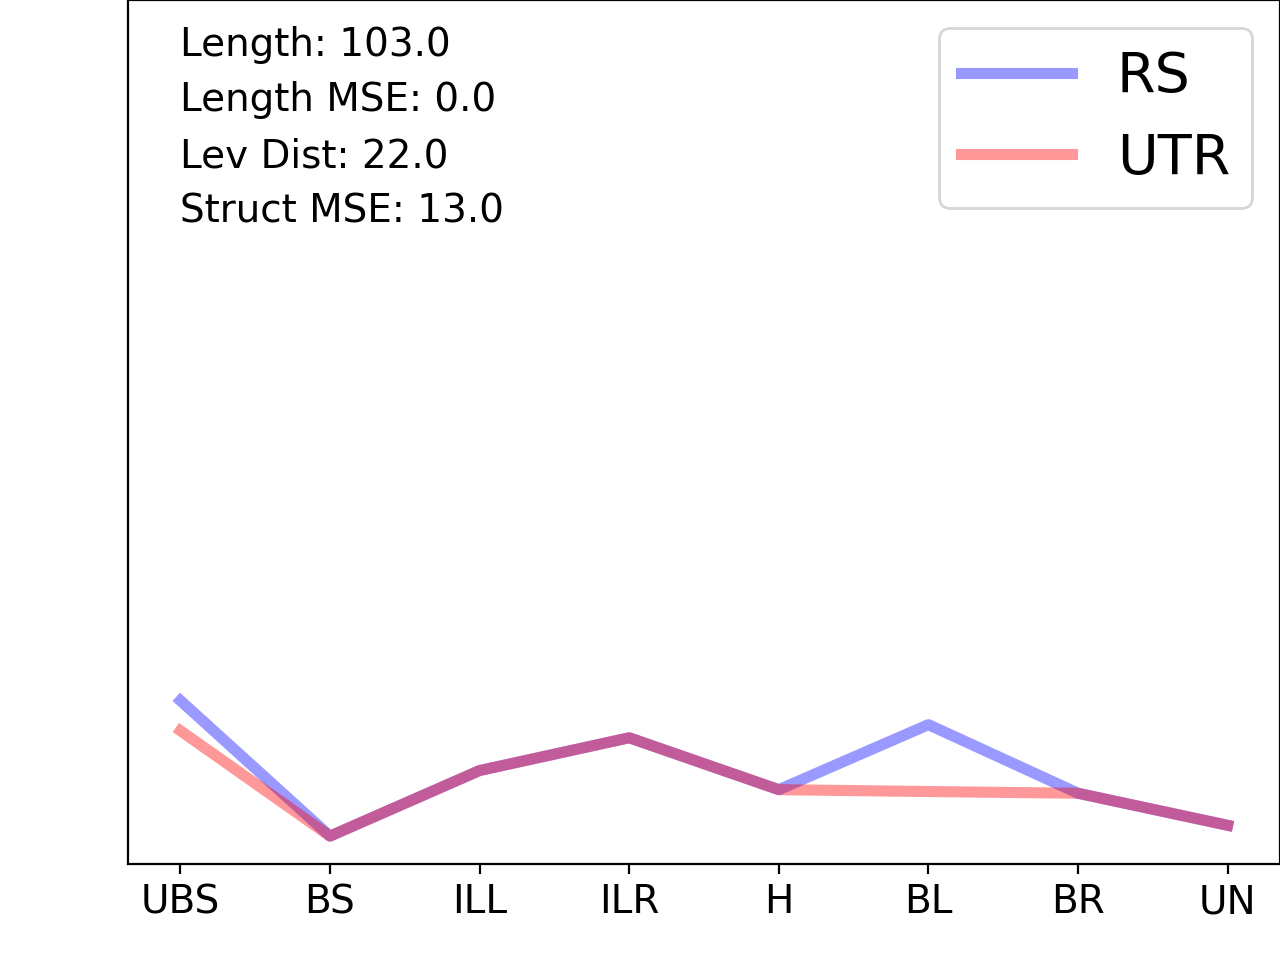 Length: 103.0
Length MSE: 0.0
Lev Dist: 22.0
Struct MSE: 13.0
RS
UTR
UBS BS ILL ILR H BL BR UN